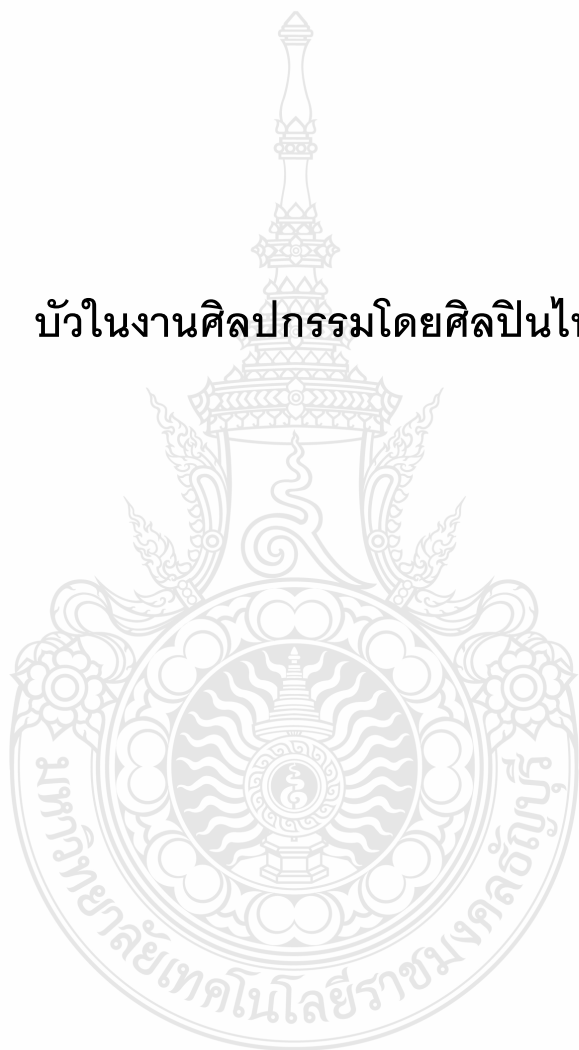 บัวในงานศิลปกรรมโดยศิลปินไท
มหาวิทยาลัยเทคโนโลยีราชมงคลธัญบุรี